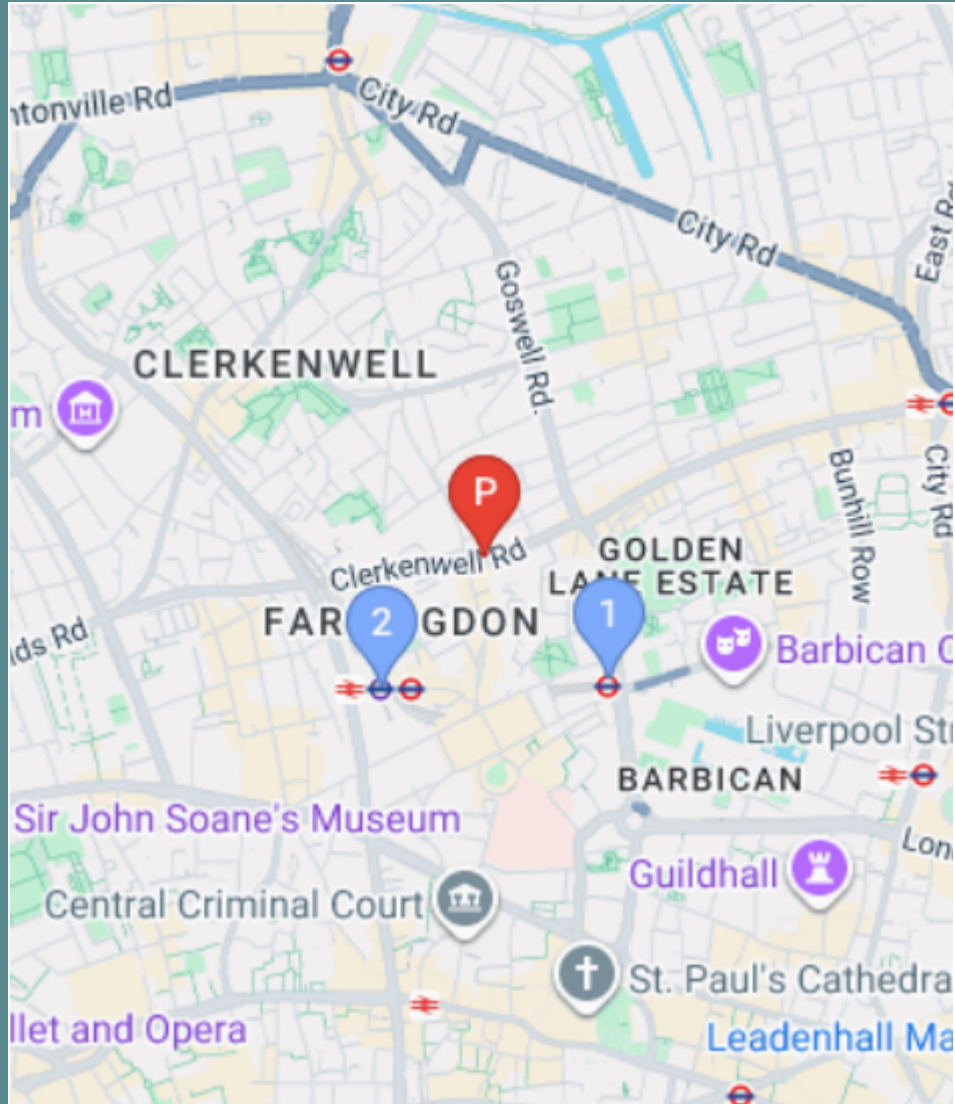 ntonville Rd
City Rd
City Rd
East Rd
Goswell Rd.
CLERKENWELL
m
P
Bunhill Row
City Rd
Clerkenwell Rd
GOLDEN
LANE ESTATE
2
1
FAR GDON
ds Rd
Barbican C
Liverpool Str
BARBICAN
Sir John Soane's Museum
Lon
Guildhall
Central Criminal Court
St. Paul's Cathedra
llet and Opera
Leadenhall Ma